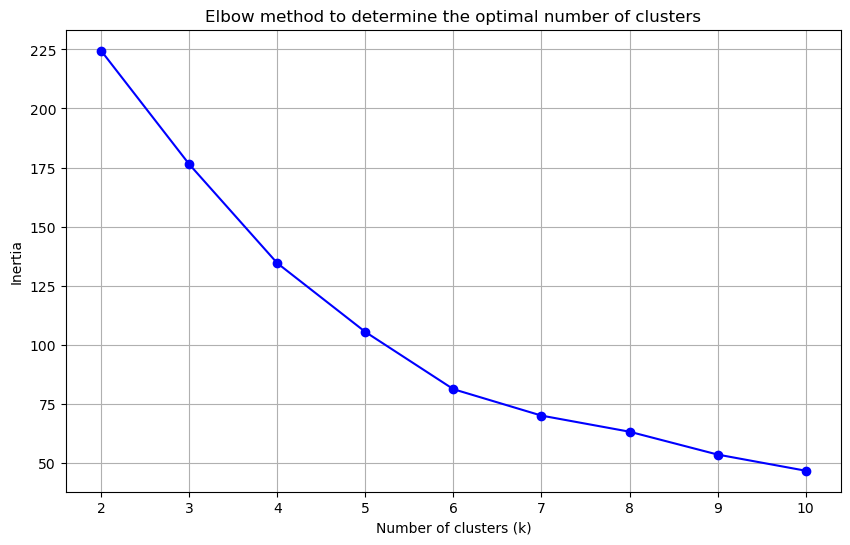 Elbow method to determine the optimal number of clusters
225
200
175
150
125
100
75
50
Inertia
2 3 4 5 6 7 8 9 10
Number of clusters (k)